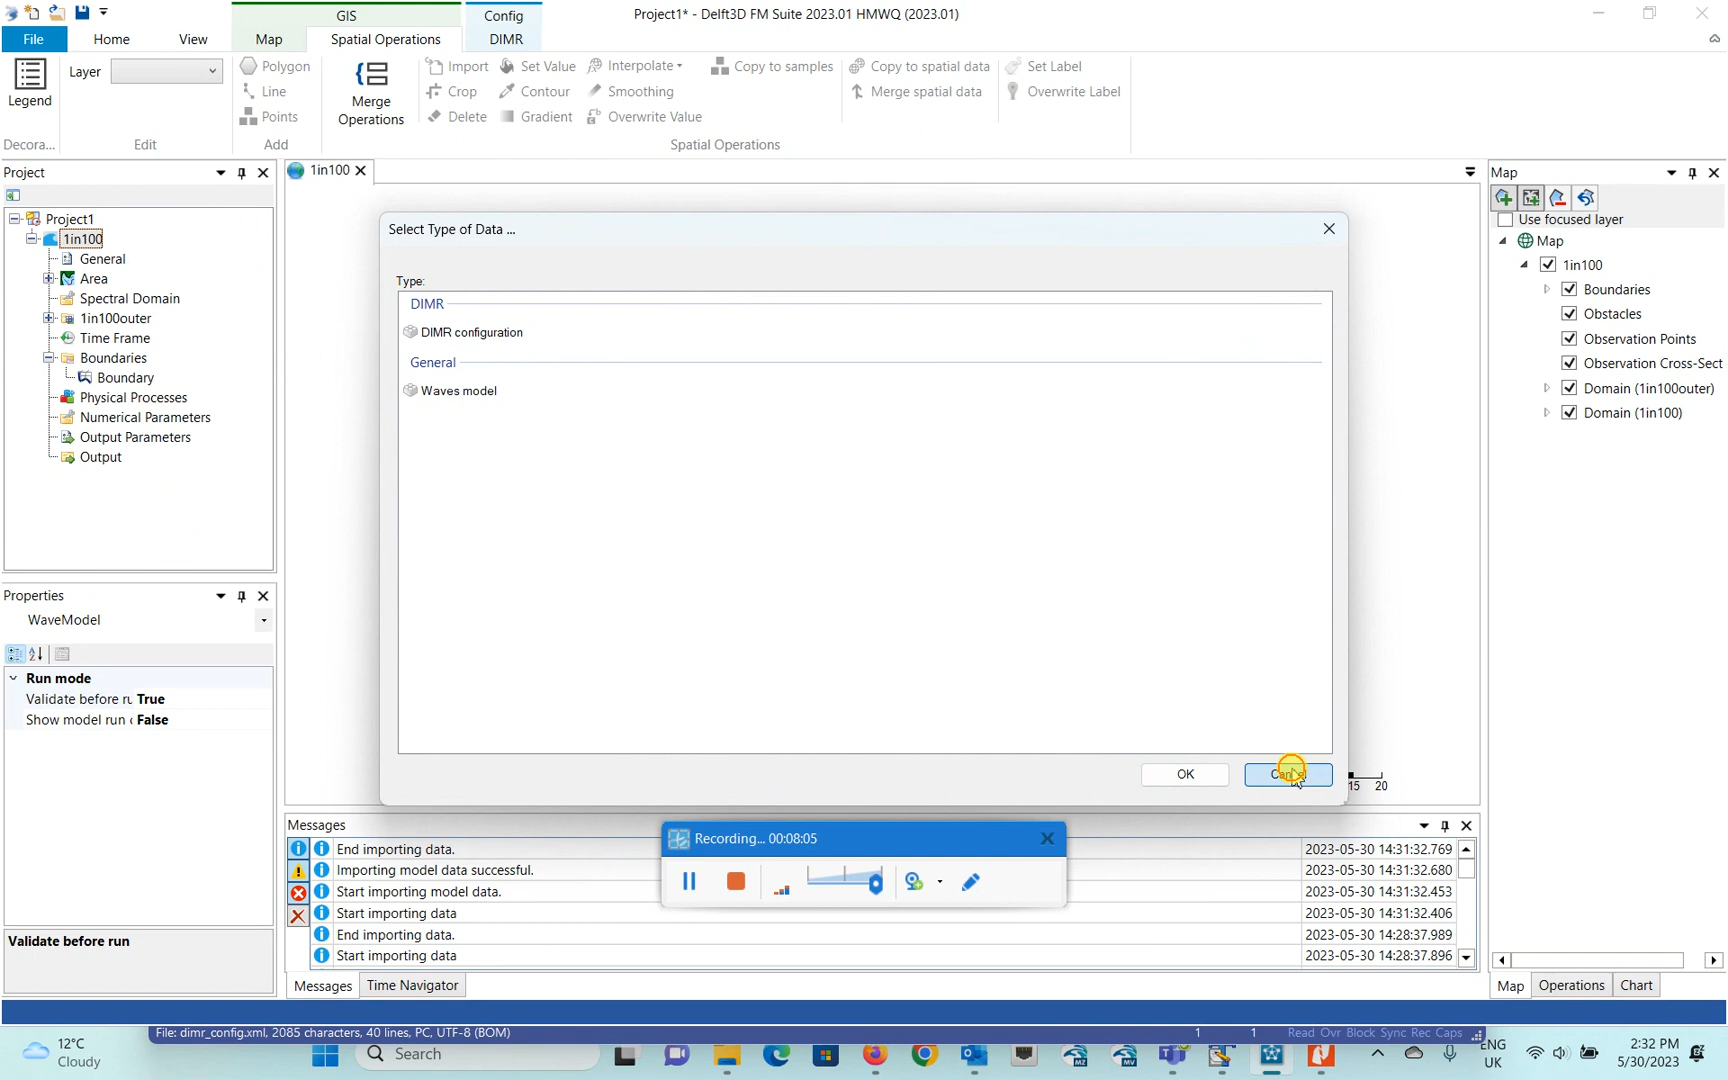 GIS
Config
Project1* - Delft3D FM Suite 2023.01 HMWQ (2023.01)
File
Home
View
Map
Spatial Operations
DIMR
Legend
Layer
Polygon
Line
Points
Merge
Operations
Import
Crop
Delete
Set Value
Contour
Gradient
Interpolate
Smoothing
Overwrite Value
Copy to samples
Copy to spatial data
Merge spatial data
Set Label
Overwrite Label
Decora...
Edit
Add
Spatial Operations
Project
Project1
1in100
General
Area
Spectral Domain
1in100outer
Time Frame
Boundaries
Boundary
Physical Processes
Numerical Parameters
Output Parameters
Output
Properties
WaveModel
Run mode
Validate before ru True
Show model run c False
Validate before run
1in100
Select Type of Data ...
Type:
DIMR
DIMR configuration
General
Waves model
OK
15 20
Messages
End importing data. 2023-05-30 14:31:32.769
Importing model data successful. 2023-05-30 14:31:32.680
Start importing model data. 2023-05-30 14:31:32.453
Start importing data 2023-05-30 14:31:32.406
End importing data. 2023-05-30 14:28:37.989
Start importing data 2023-05-30 14:28:37.896
Messages
Time Navigator
Recording... 00:08:05
Map
Use focused layer
Map
1in100
Boundaries
Obstacles
Observation Points
Observation Cross-Sect
Domain (1in100outer)
Domain (1in100)
Map
Operations
Chart
File: dimr_config.xml, 2085 characters, 40 lines, PC, UTF-8 (BOM)
1 1 Read Ovr Block Sync Rec Caps
12°C
Cloudy
Search
ENG
UK
2:32 PM
5/30/2023